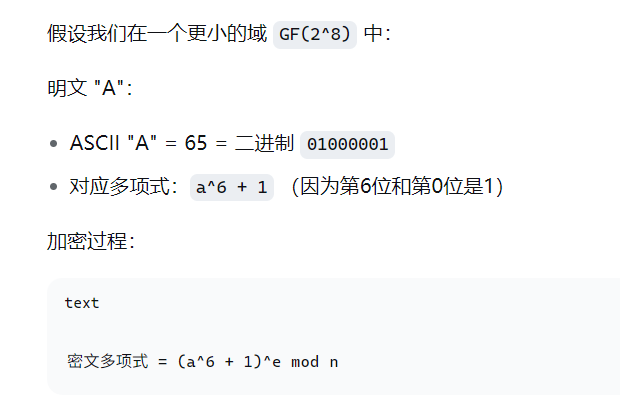 假设我们在一个更小的域 GF(2^8) 中：
明文 "A"：
• ASCII "A" = 65 = 二进制 01000001
• 对应多项式：a^6 + 1 （因为第6位和第0位是1）
加密过程：
text
密文多项式 = (a^6 + 1)^e mod n